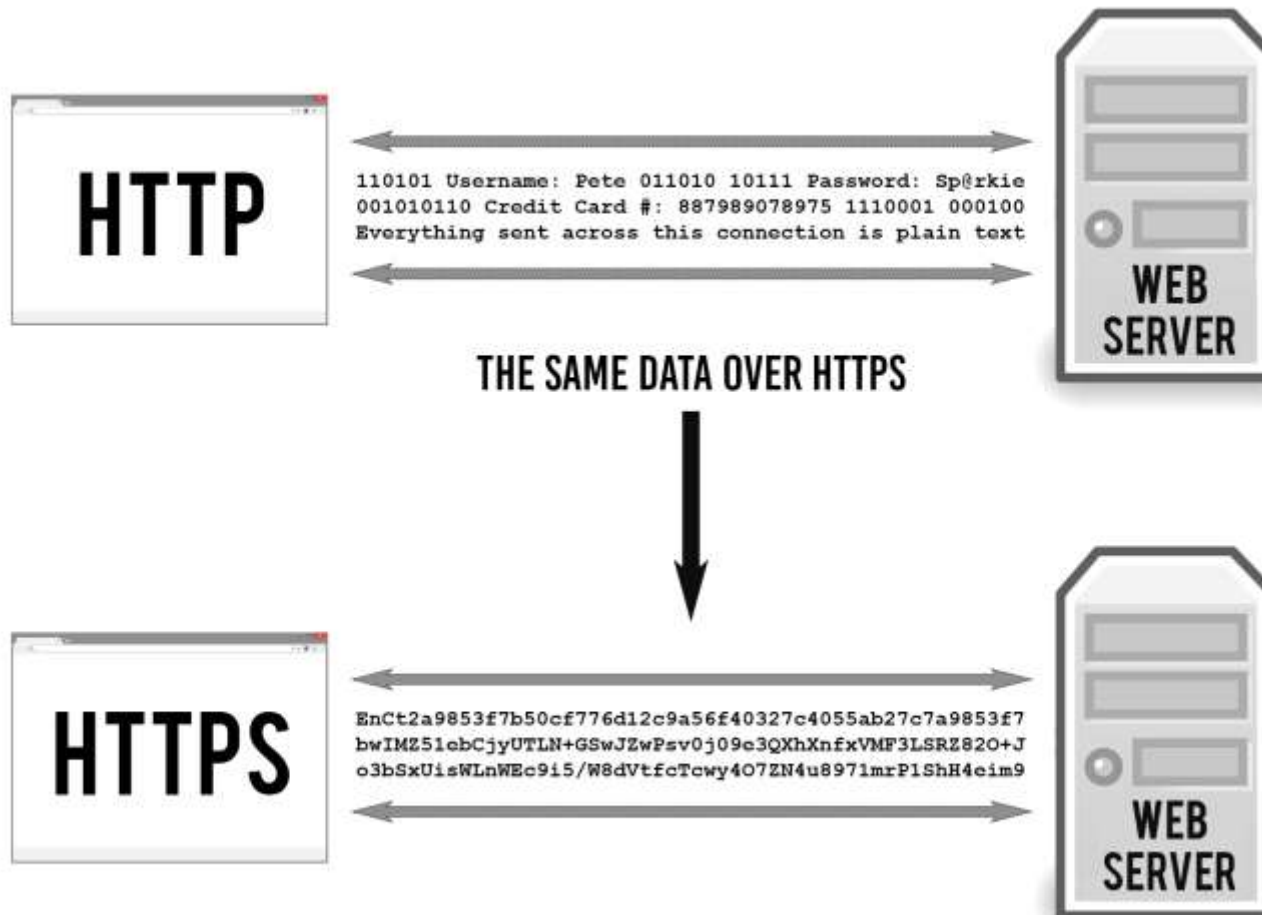 HTTP
110101 Username: Pete 011010 10111 Password: Sp@rkie
001010110 Credit Card #: 887989078975 1110001 000100
Everything sent across this connection is plain text
WEB
SERVER
THE SAME DATA OVER HTTPS
HTTPS
EnCt2a9853f7b50cf776d12c9a56f40327c4055ab27c7a9853f7
bwIMZ51ebCjyUTLN+GSwJZwPsv0j09e3QXhXnfxVMF3LSRZ82O+J
o3bSxUisWLnWEc9i5/W8dVtfcTcwy4O7ZN4u8971mrP1ShH4eim9
WEB
SERVER